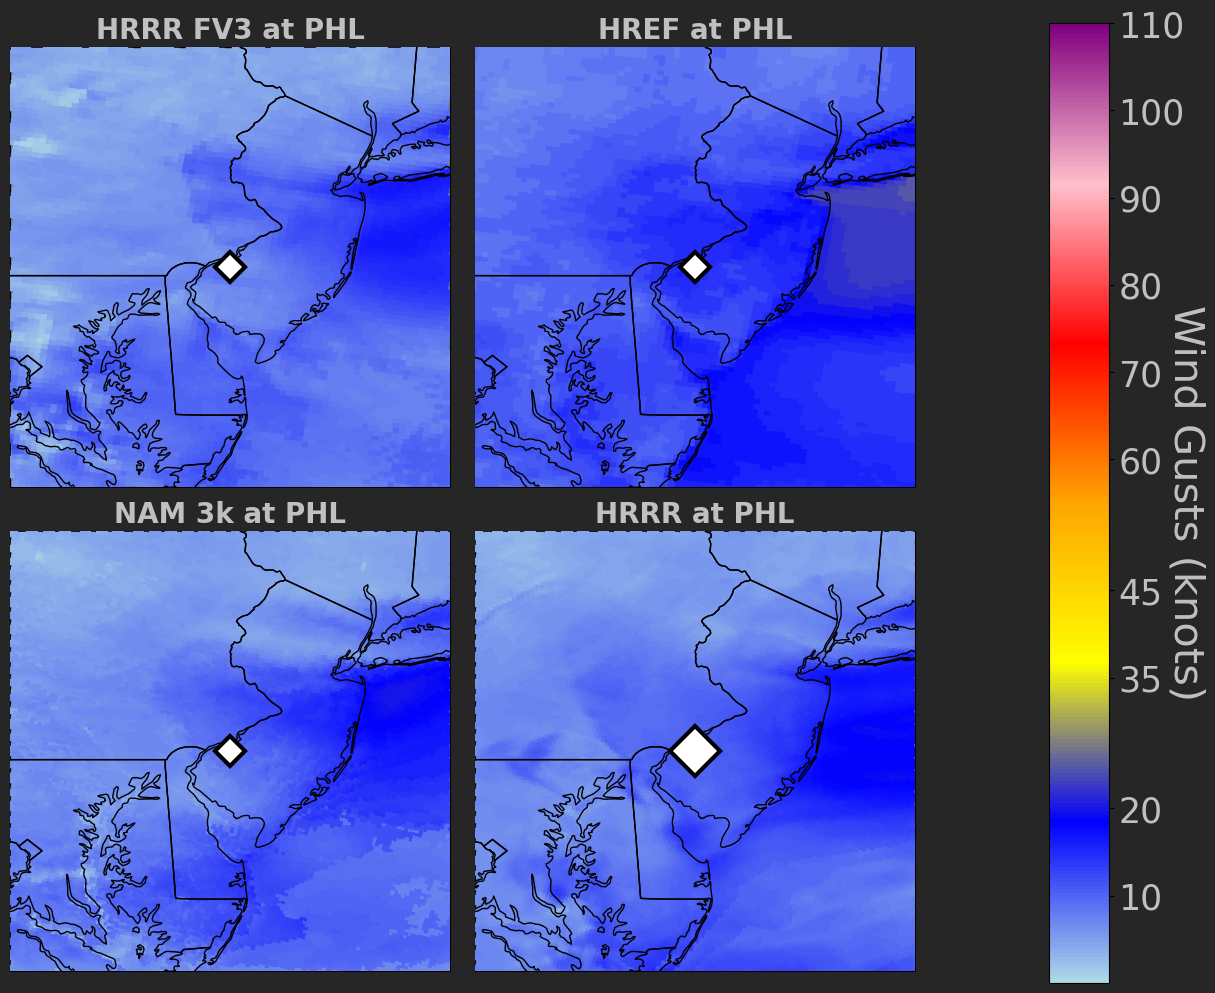 HRRR FV3 at PHL
HREF at PHL
NAM 3k at PHL
HRRR at PHL
110
100
90
80
70
60
45
35
20
10
Wind Gusts (knots)